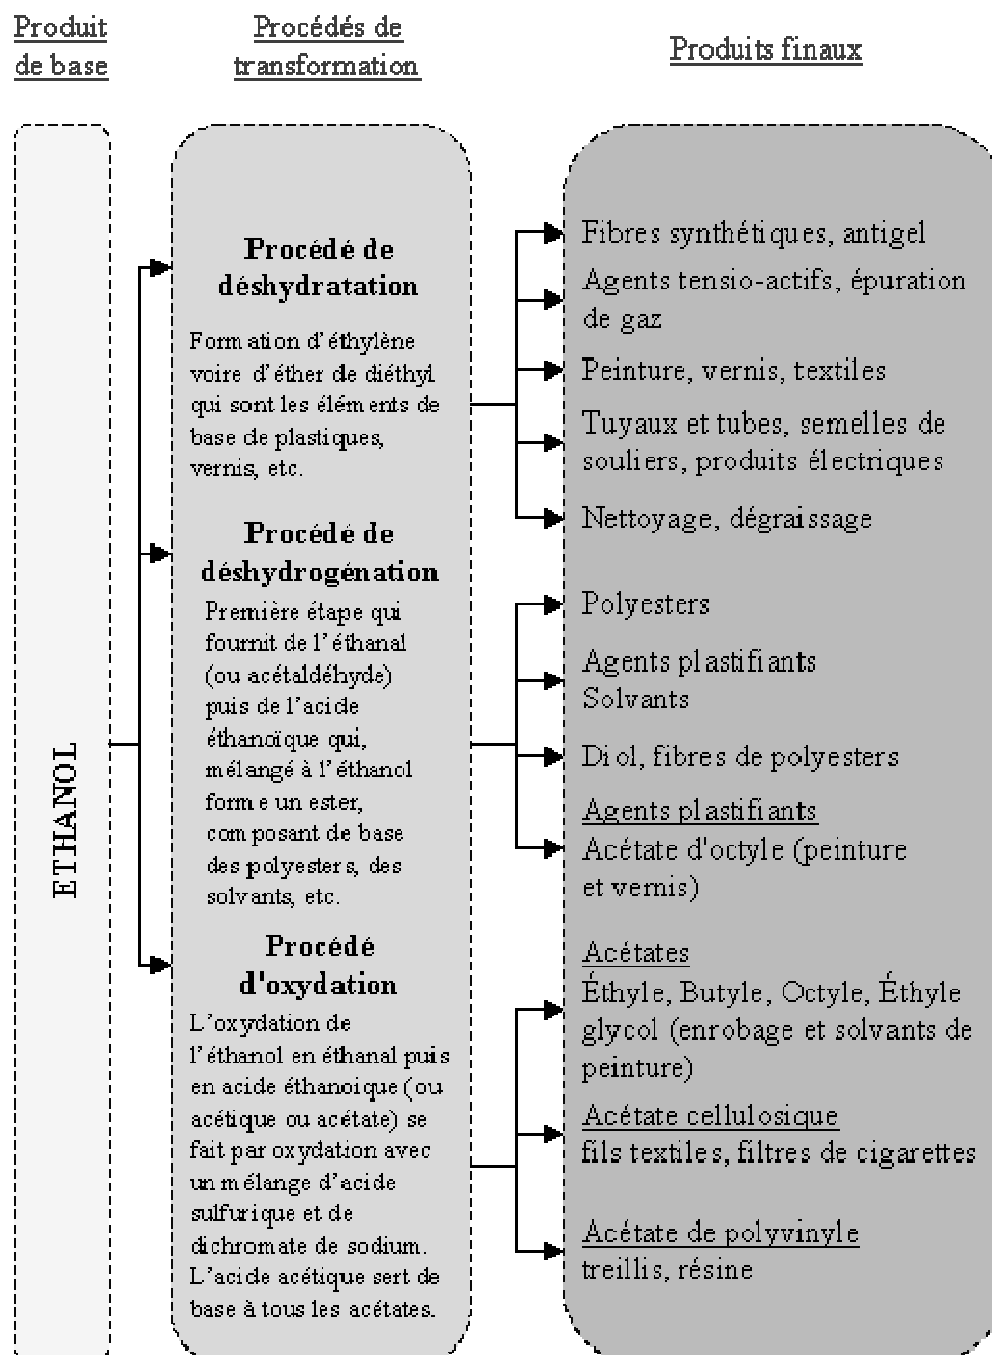 Produit
de base
Procédés de
transformation
Produits finaux
ETHANOL
Procédé de
déshydratation
Formation d'éthylène
voire d'éther de diéthyl
qui sont les éléments de
base de plastiques,
vernis, etc.
Procédé de
déshydrogénation
Première étape qui
fournit de l'éthanal
(ou acétaldéhyde)
puis de l'acide
éthanoïque qui,
mélangé à l'éthanol
forme un ester,
composant de base
des polyesters, des
solvants, etc.
Procédé
d'oxydation
L'oxydation de
l'éthanol en éthanal puis
en acide éthanoique (ou
acétique ou acétate) se
fait par oxydation avec
un mélange d'acide
sulfurique et de
dichromate de sodium.
L'acide acétique sert de
base à tous les acétates.
Fibres synthétiques, antigel
Agents tensio-actifs, épuration
de gaz
Peinture, vernis, textiles
Tuyaux et tubes, semelles de
souliers, produits électriques
Nettoyage, dégraissage
Polyesters
Agents plastifiants
Solvants
Diol, fibres de polyesters
Agents plastifiants
Acétate d'octyle (peinture
et vernis)
Acétates
Éthyle, Butyle, Octyle, Éthyle
glycol (enrobage et solvants de
peinture)
Acétate cellulosique
fils textiles, filtres de cigarettes
Acétate de polyvinyle
treillis, résine